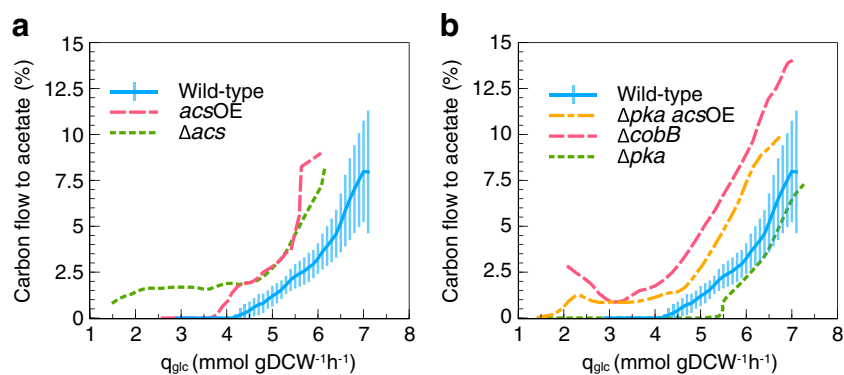 a
Carbon flow to acetate (%)
15
12.5
10
7.5
5
2.5
0
Wild-type
acsOE
Δacs
1 2 3 4 5 6 7 8
q_glc (mmol gDCW⁻¹h⁻¹)
b
Carbon flow to acetate (%)
15
12.5
10
7.5
5
2.5
0
Wild-type
Δpka acsOE
ΔcobB
Δpka
1 2 3 4 5 6 7 8
q_glc (mmol gDCW⁻¹h⁻¹)